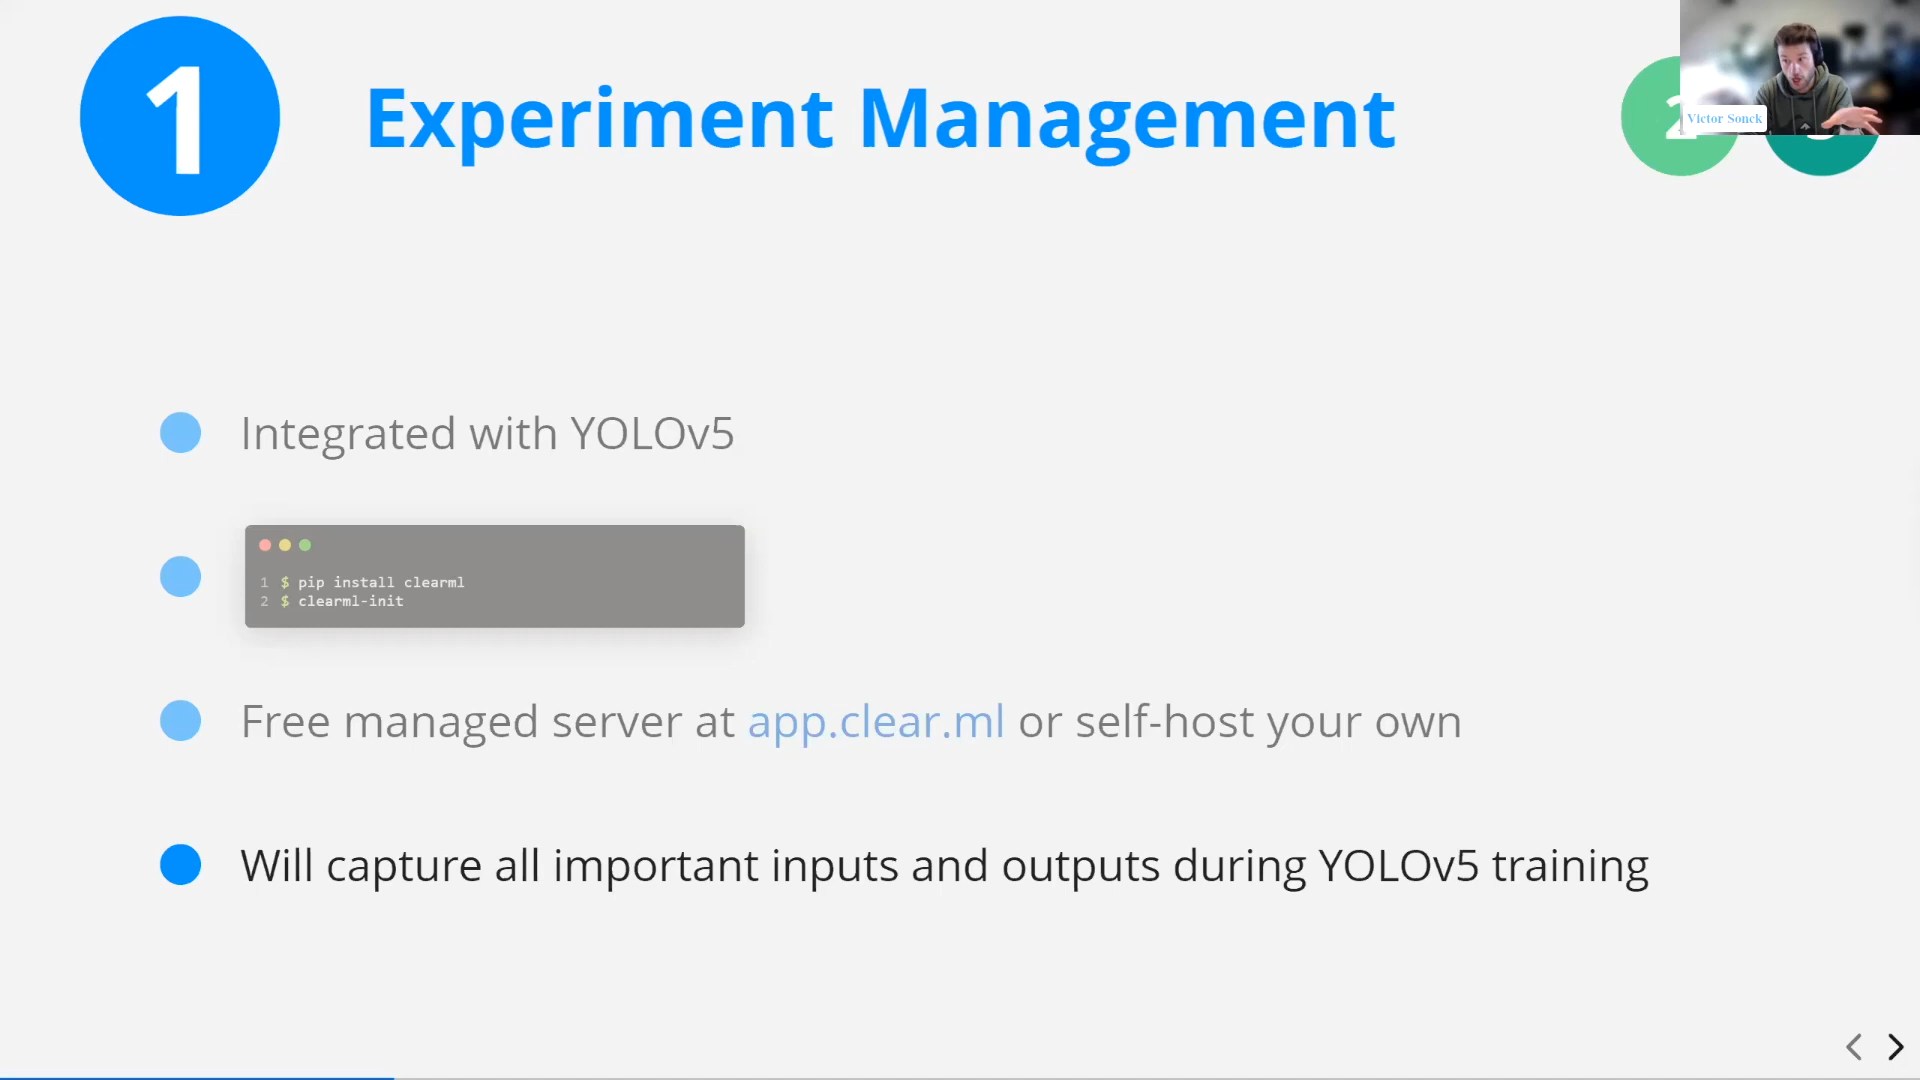 1
Experiment Management
2
Victor Sonck
Integrated with YOLOv5
1 $ pip install clearml
2 $ clearml-init
Free managed server at app.clear.ml or self-host your own
Will capture all important inputs and outputs during YOLOv5 training